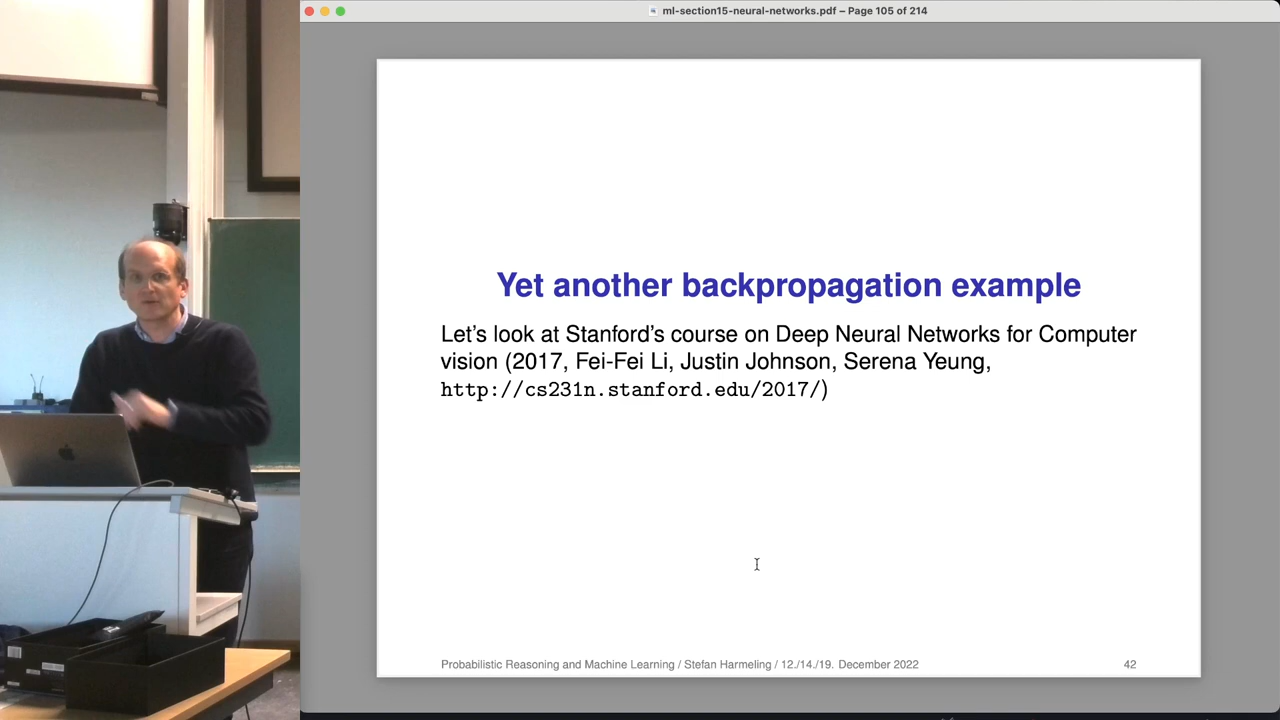 ml-section15-neural-networks.pdf – Page 105 of 214
Yet another backpropagation example
Let's look at Stanford's course on Deep Neural Networks for Computer
vision (2017, Fei-Fei Li, Justin Johnson, Serena Yeung,
http://cs231n.stanford.edu/2017/)
Probabilistic Reasoning and Machine Learning / Stefan Harmeling / 12./14./19. December 2022
42